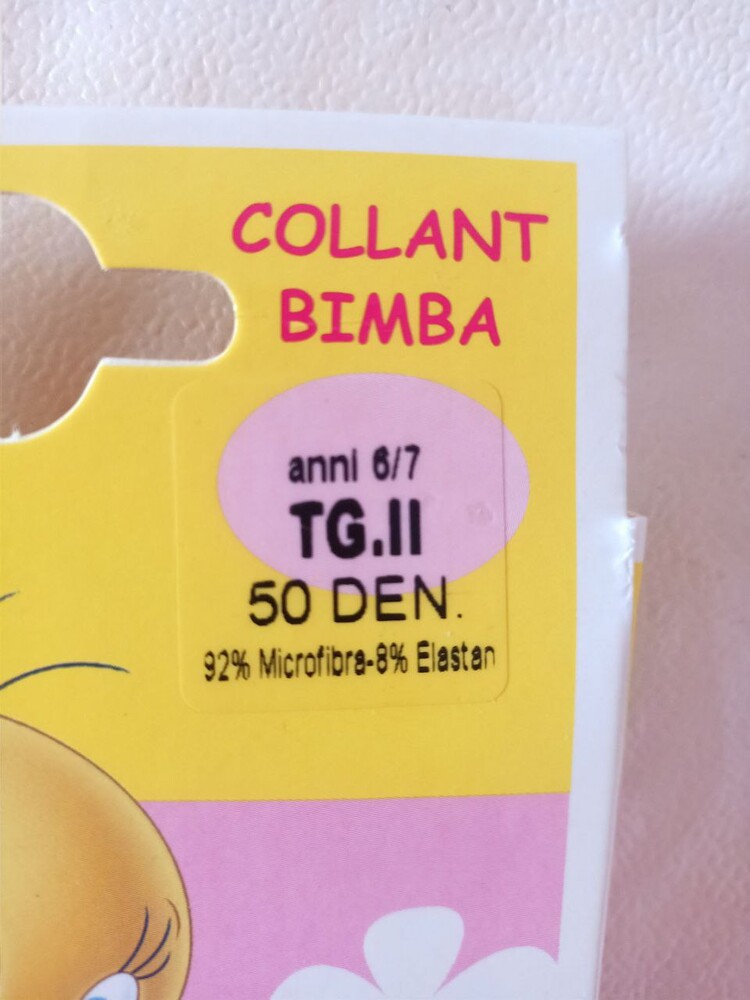 COLLANT
BIMBA
anni 6/7
TG.II
50 DEN.
92% Microfibra-8% Elastan